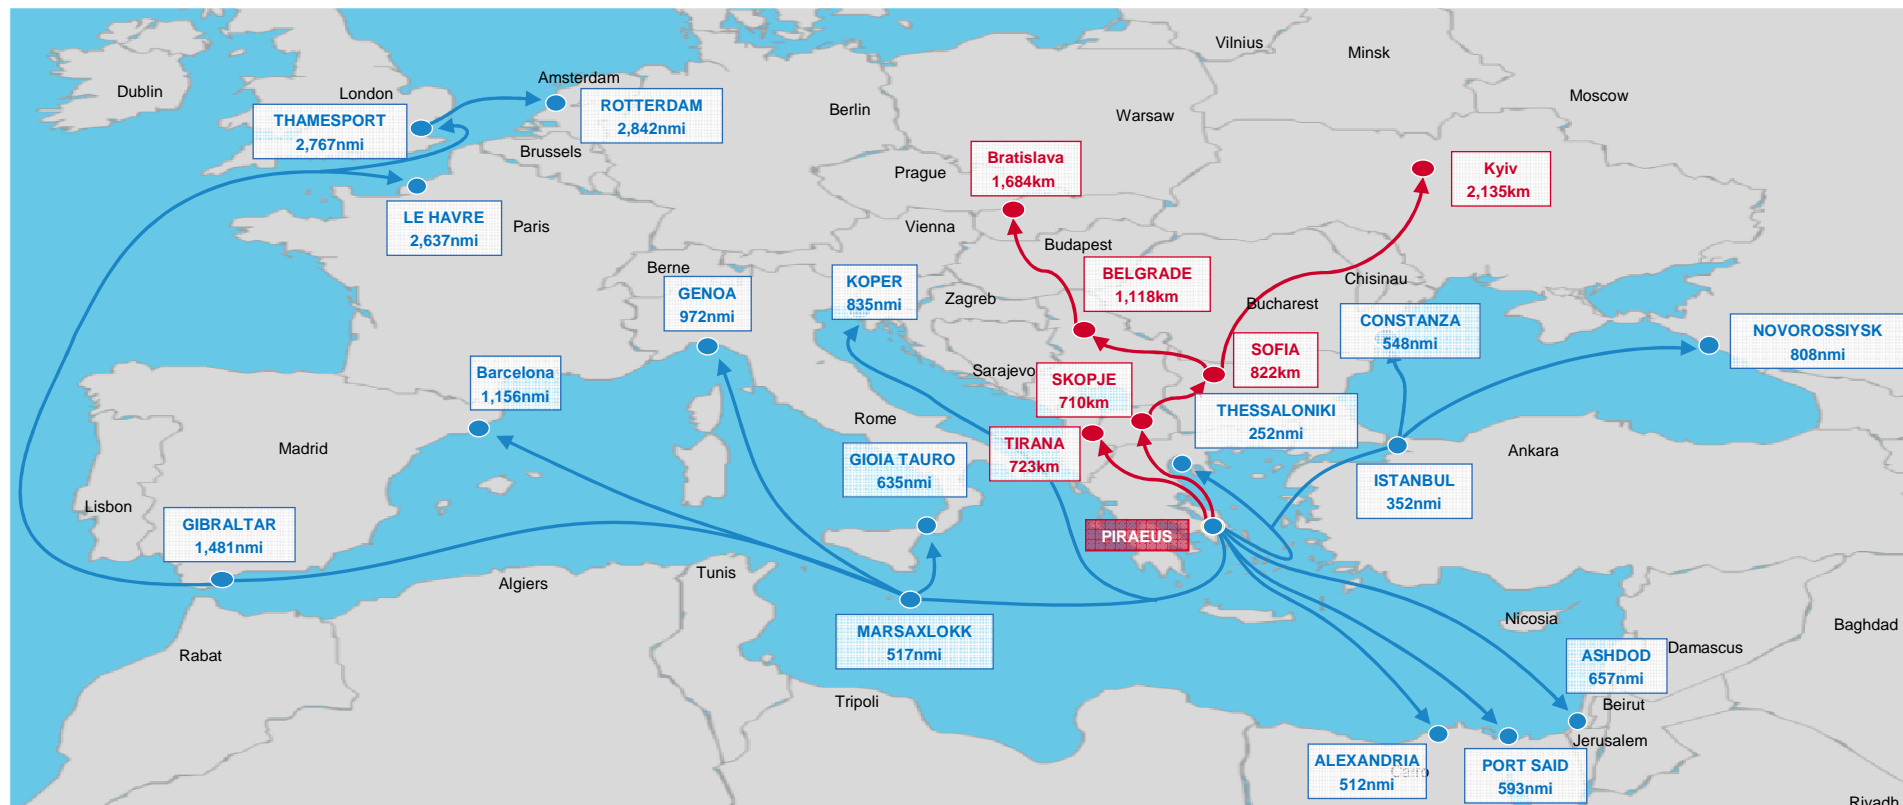 Vilnius
Minsk
Dublin
London
Amsterdam
Berlin
Warsaw
Moscow
THAMESPORT
2,767nmi
ROTTERDAM
2,842nmi
Brussels
Prague
Bratislava
1,684km
Kyiv
2,135km
LE HAVRE
2,637nmi
Paris
Vienna
Budapest
Berne
GENOA
972nmi
KOPER
835nmi
Zagreb
BELGRADE
1,118km
Bucharest
Chisinau
CONSTANZA
548nmi
NOVOROSSIYSK
808nmi
Barcelona
1,156nmi
Sarajevo
SKOPJE
710km
SOFIA
822km
THESSALONIKI
252nmi
Madrid
Rome
TIRANA
723km
GIOIA TAURO
635nmi
Ankara
ISTANBUL
352nmi
Lisbon
GIBRALTAR
1,481nmi
PIRAEUS
Algiers
Tunis
MARSAXLOKK
517nmi
Nicosia
Baghdad
Rabat
Damascus
ASHDOD
657nmi
Tripoli
Beirut
Jerusalem
ALEXANDRIA
512nmi
Cairo
PORT SAID
593nmi
Riyadh